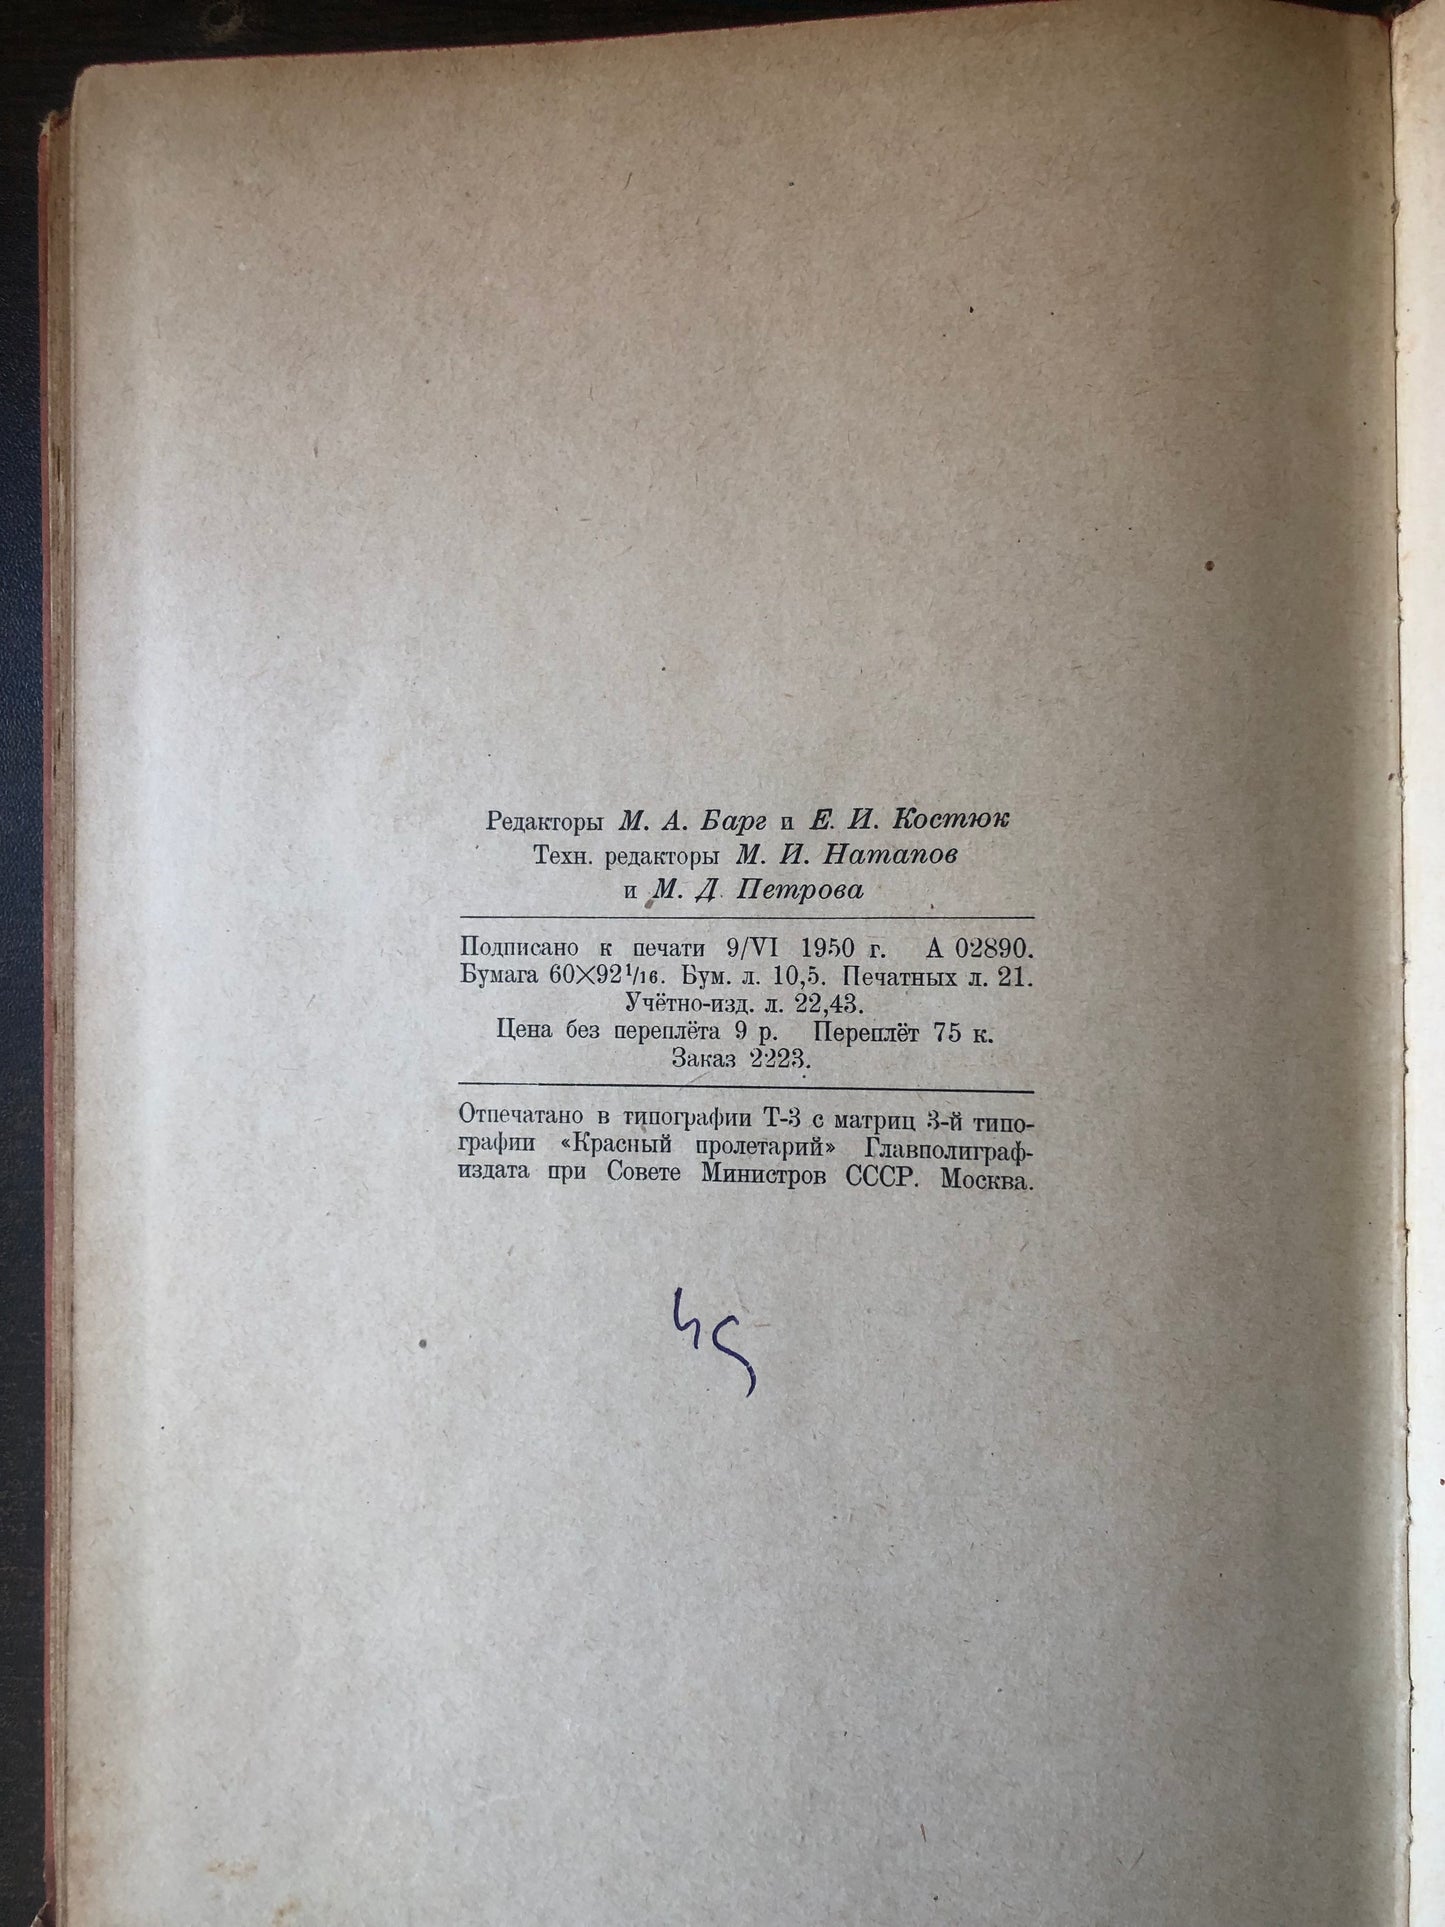 Редакторы М. А. Барг и Е. И. Костюк
Техн. редакторы М. И. Натапов
и М. Д. Петрова
Подписано к печати 9/VI 1950 г. А 02890.
Бумага 60×92 1/16. Бум. л. 10,5. Печатных л. 21.
Учётно-изд. л. 22,43.
Цена без переплёта 9 р. Переплёт 75 к.
Заказ 2223.
Отпечатано в типографии Т-3 с матриц 3-й типо-
графии «Красный пролетарий» Главполиграф-
издата при Совете Министров СССР. Москва.